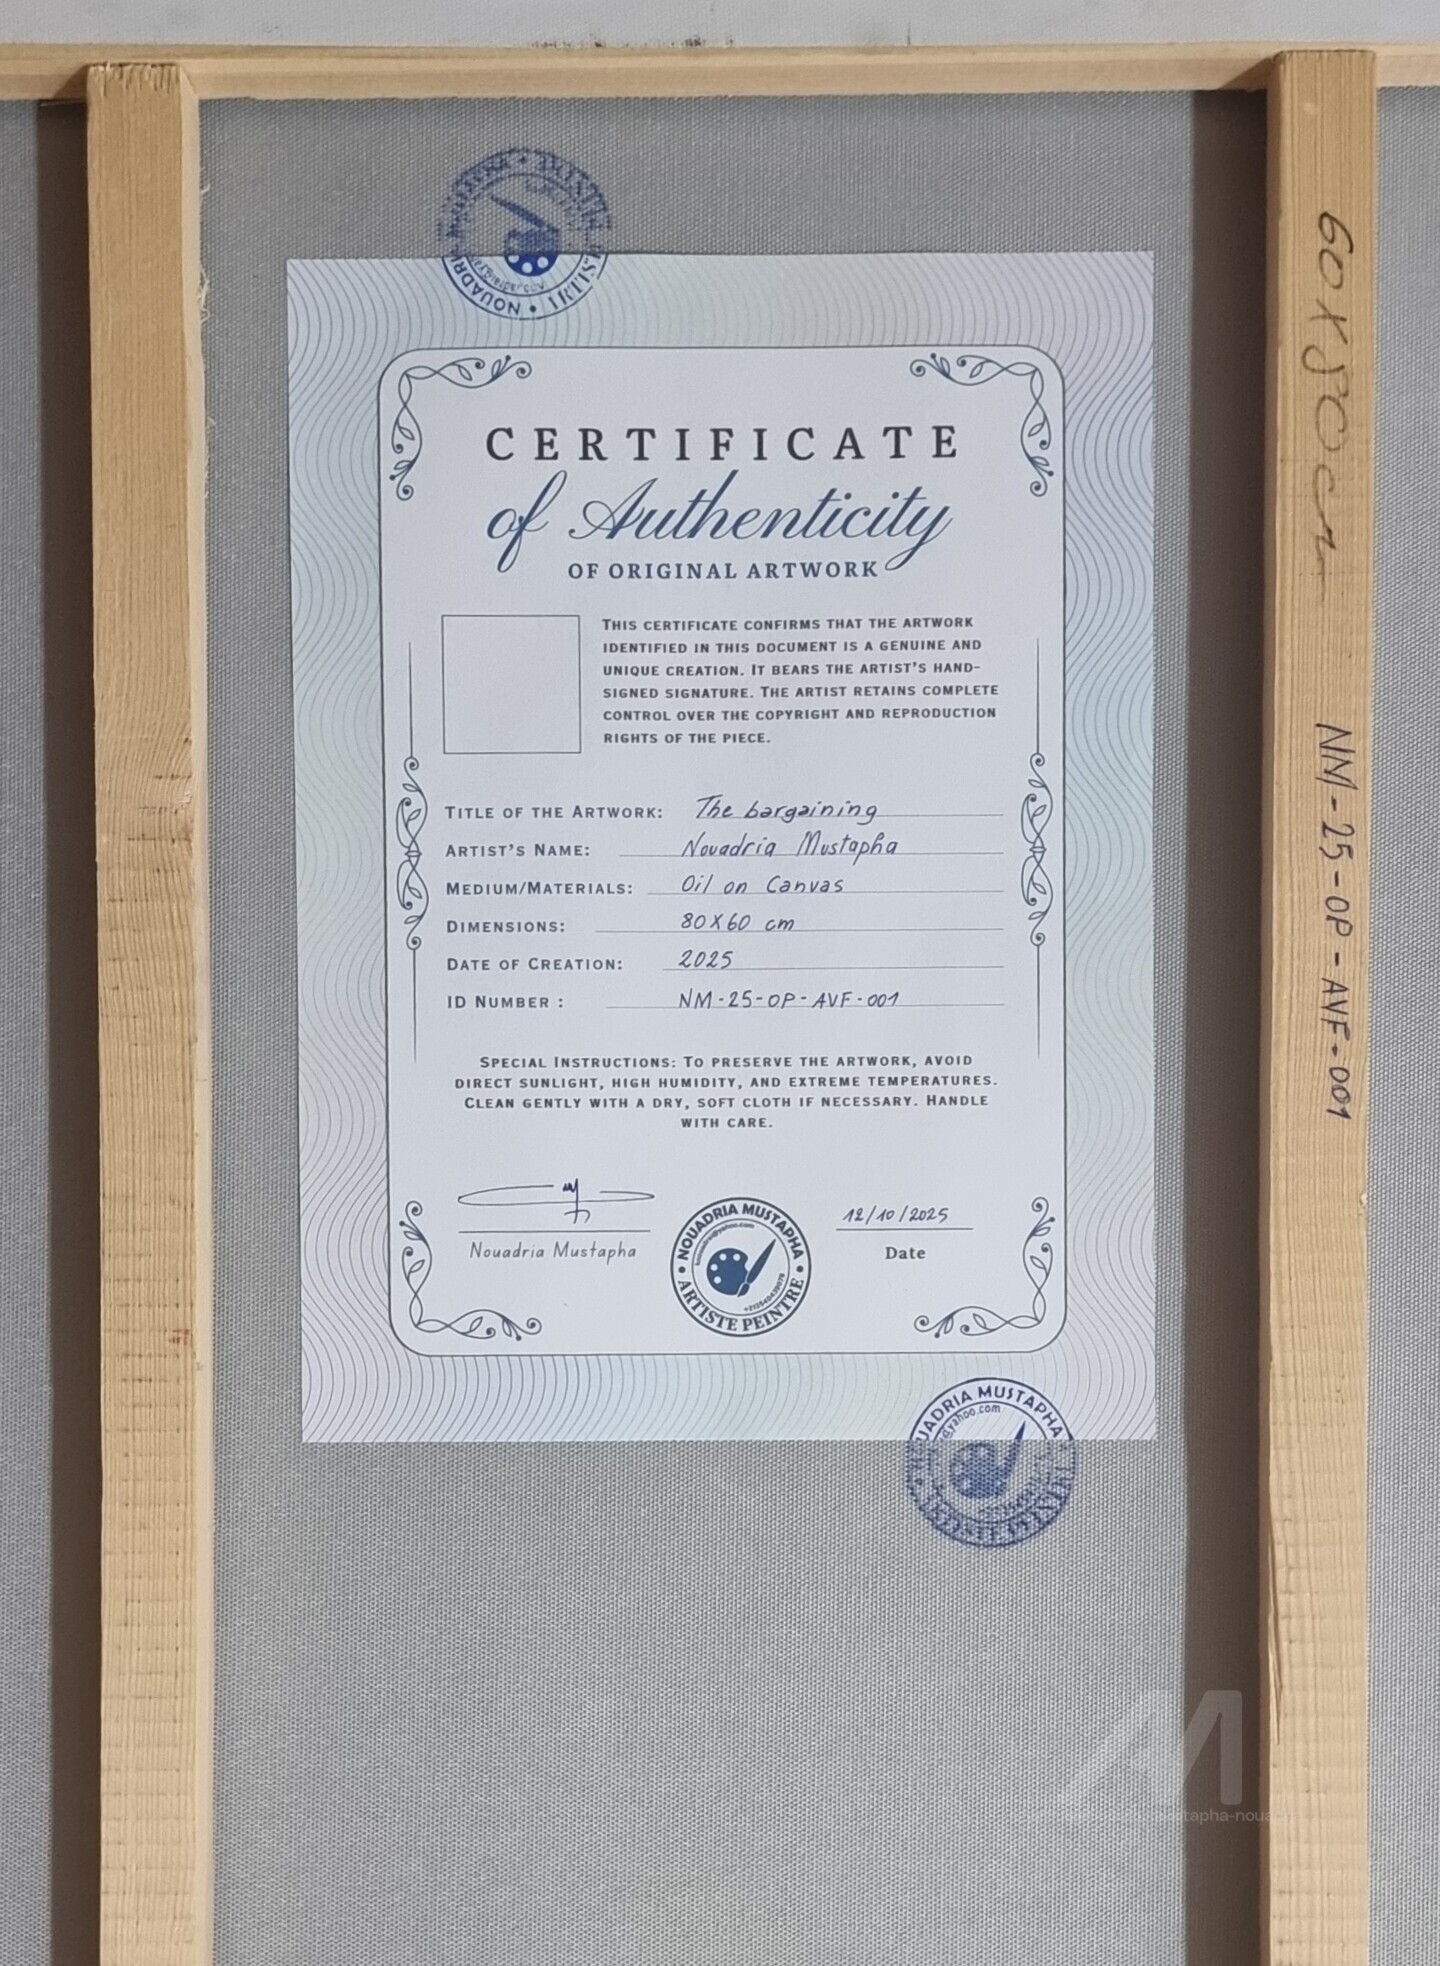 CERTIFICATE
of Authenticity
OF ORIGINAL ARTWORK
THIS CERTIFICATE CONFIRMS THAT THE ARTWORK
IDENTIFIED IN THIS DOCUMENT IS A GENUINE AND
UNIQUE CREATION. IT BEARS THE ARTIST'S HAND-
SIGNED SIGNATURE. THE ARTIST RETAINS COMPLETE
CONTROL OVER THE COPYRIGHT AND REPRODUCTION
RIGHTS OF THE PIECE.
TITLE OF THE ARTWORK: The bargaining
ARTIST'S NAME: Nouadria Mustapha
MEDIUM/MATERIALS: Oil on Canvas
DIMENSIONS: 80X60 cm
DATE OF CREATION: 2025
ID NUMBER : NM-25-OP-AVF-001
SPECIAL INSTRUCTIONS: TO PRESERVE THE ARTWORK, AVOID
DIRECT SUNLIGHT, HIGH HUMIDITY, AND EXTREME TEMPERATURES.
CLEAN GENTLY WITH A DRY, SOFT CLOTH IF NECESSARY. HANDLE
WITH CARE.
12/10/2025
Nouadria Mustapha
Date
NOUADRIA MUSTAPHA
ARTISTE PEINTRE
UADRIA MUSTAPHA
yahoo.com
NOUADRI
60X80cm
NM-25-OP-AVF-001